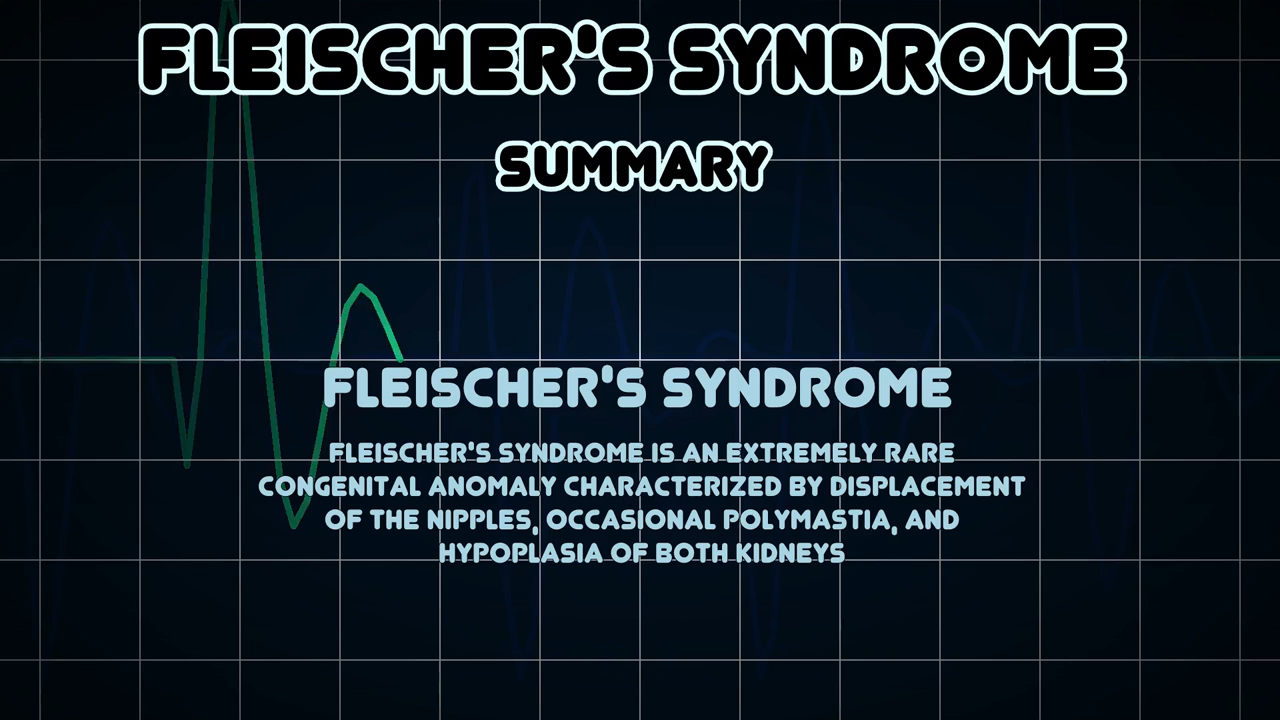 FLEISCHER'S SYNDROME
SUMMARY
FLEISCHER'S SYNDROME
FLEISCHER'S SYNDROME IS AN EXTREMELY RARE
CONGENITAL ANOMALY CHARACTERIZED BY DISPLACEMENT
OF THE NIPPLES, OCCASIONAL POLYMASTIA, AND
HYPOPLASIA OF BOTH KIDNEYS